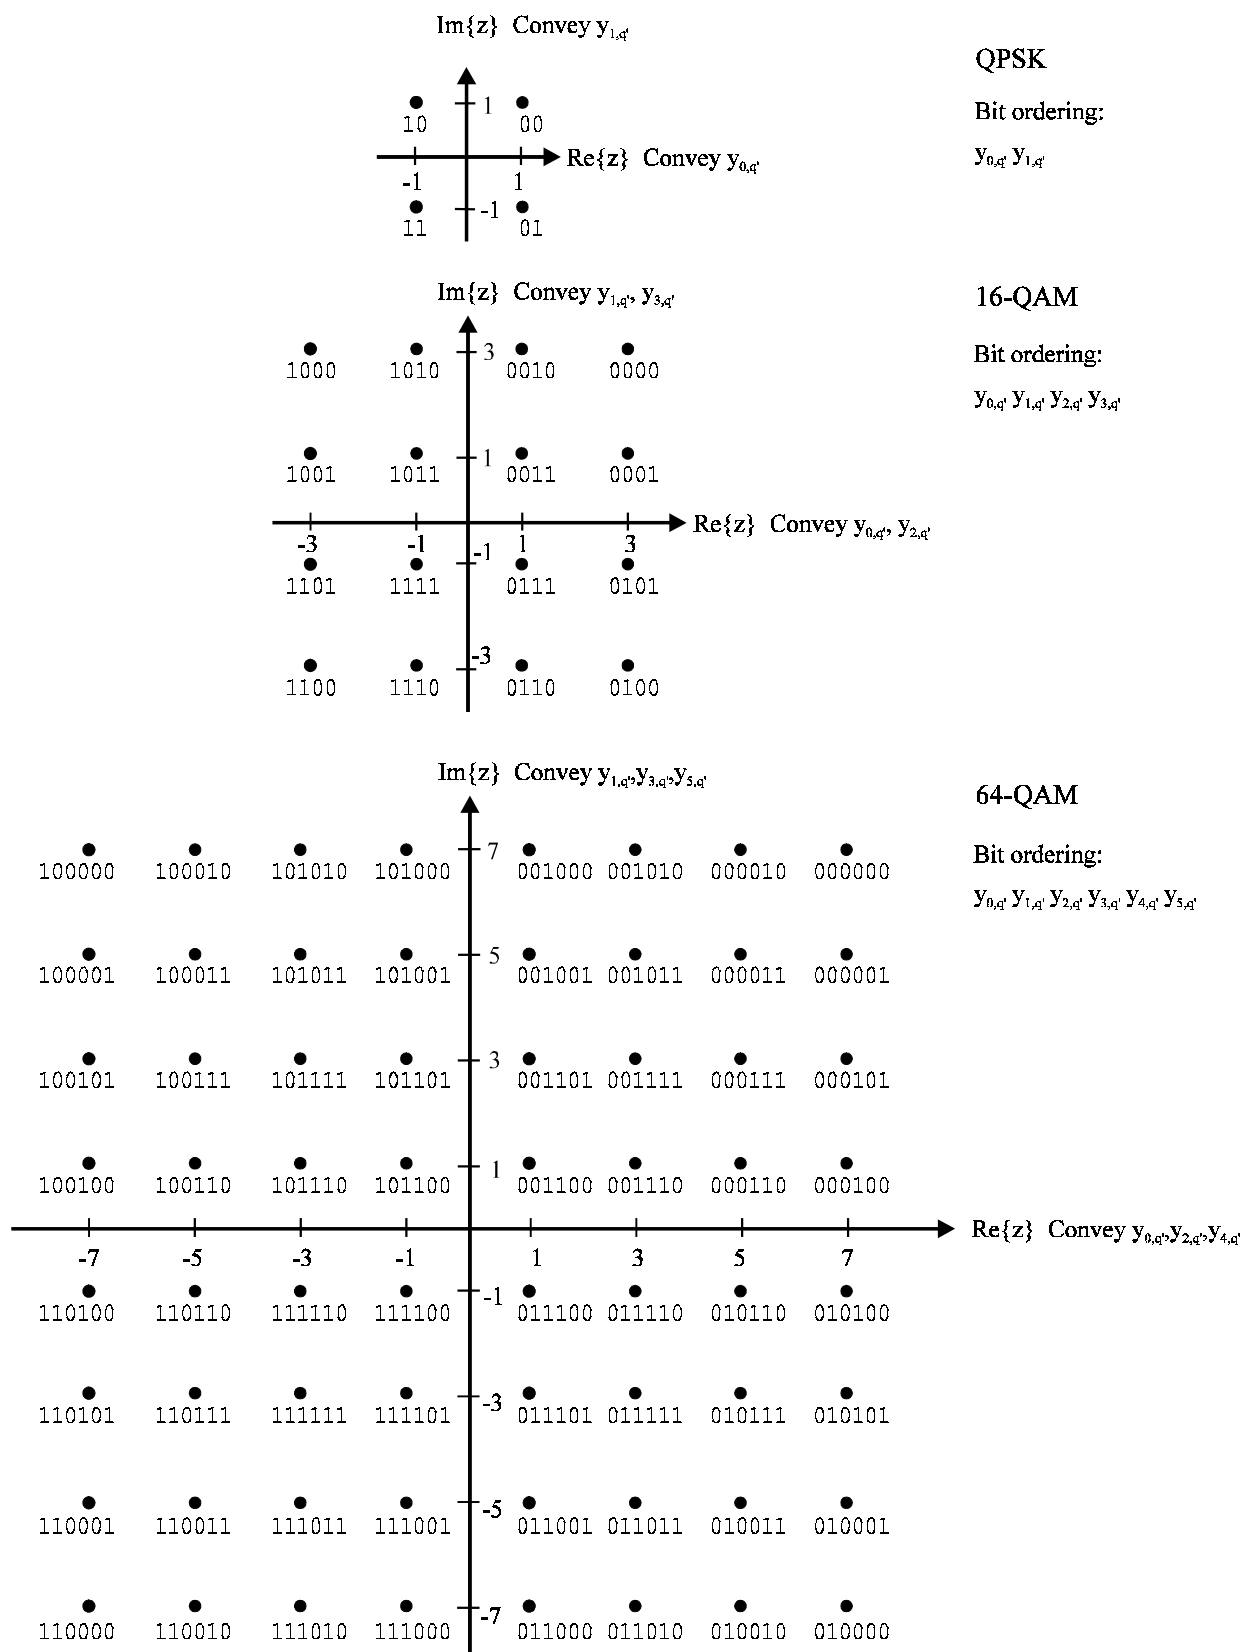 Im{z} Convey y1,q'
QPSK
Bit ordering:
y0,q' y1,q'
1
10 00
Re{z} Convey y0,q'
-1 1
-1
11 01
Im{z} Convey y1,q', y3,q'
16-QAM
Bit ordering:
y0,q' y1,q' y2,q' y3,q'
3
1000 1010 0010 0000
1
1001 1011 0011 0001
Re{z} Convey y0,q', y2,q'
-3 -1 1 3
-1
1101 1111 0111 0101
-3
1100 1110 0110 0100
Im{z} Convey y1,q',y3,q',y5,q'
64-QAM
Bit ordering:
y0,q' y1,q' y2,q' y3,q' y4,q' y5,q'
7
100000 100010 101010 101000 001000 001010 000010 000000
5
100001 100011 101011 101001 001001 001011 000011 000001
3
100101 100111 101111 101101 001101 001111 000111 000101
1
100100 100110 101110 101100 001100 001110 000110 000100
Re{z} Convey y0,q',y2,q',y4,q'
-7 -5 -3 -1 1 3 5 7
-1
110100 110110 111110 111100 011100 011110 010110 010100
-3
110101 110111 111111 111101 011101 011111 010111 010101
-5
110001 110011 111011 111001 011001 011011 010011 010001
-7
110000 110010 111010 111000 011000 011010 010010 010000